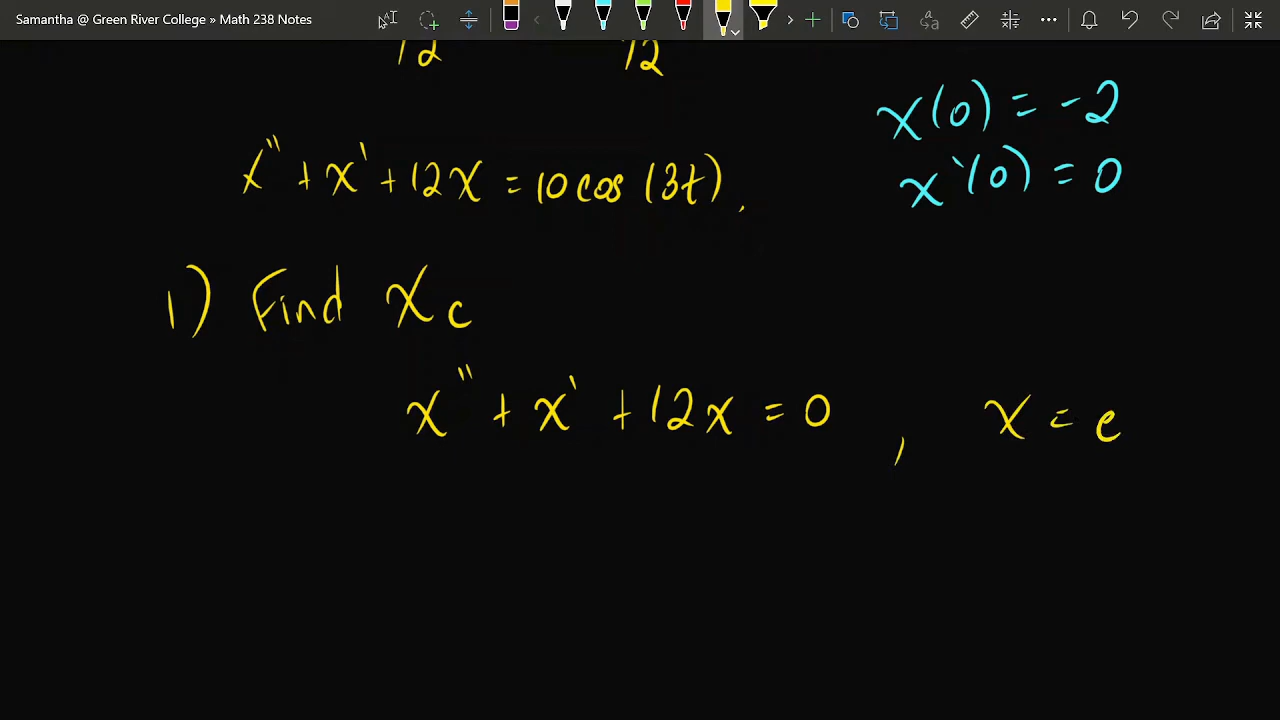 Samantha @ Green River College » Math 238 Notes
12 12
x(0) = -2
x'' + x' + 12x = 10cos(3t).
x'(0) = 0
1) Find xc
x'' + x' + 12x = 0 , x = e